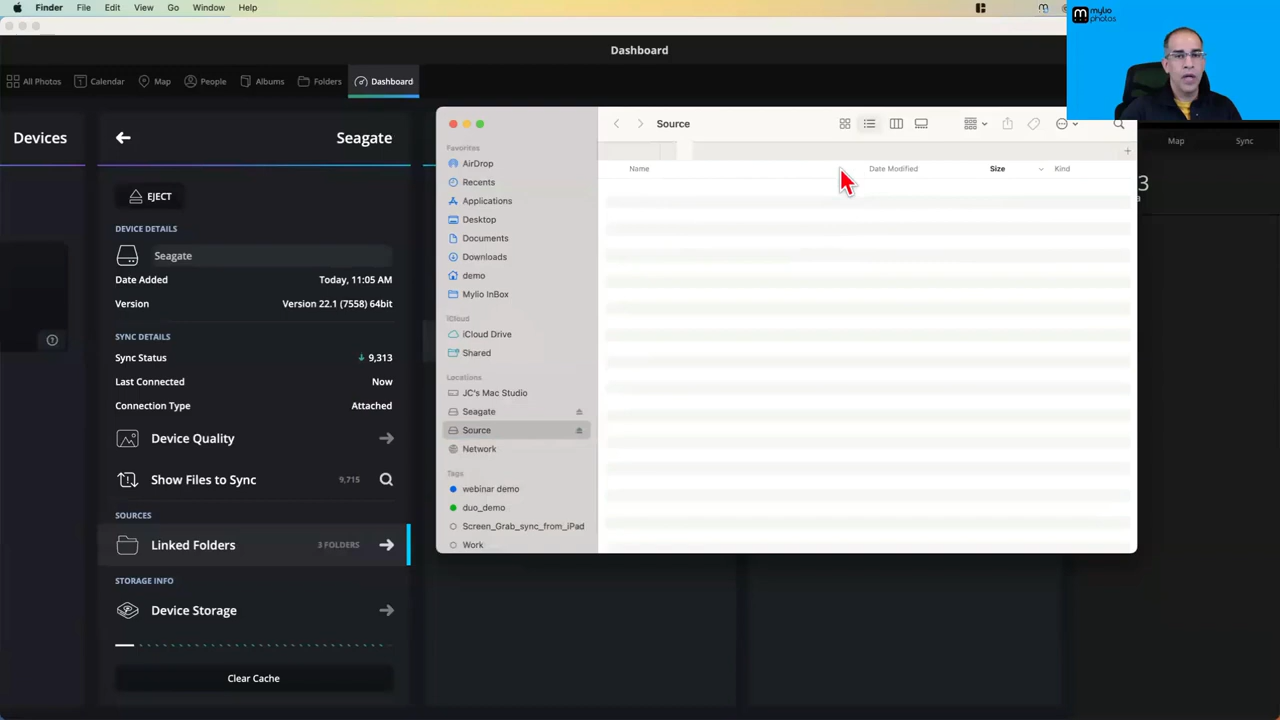 Finder File Edit View Go Window Help
mylio photos
Dashboard
All Photos Calendar Map People Albums Folders Dashboard
Devices
Seagate
EJECT
DEVICE DETAILS
Seagate
Date Added Today, 11:05 AM
Version Version 22.1 (7558) 64bit
SYNC DETAILS
Sync Status 9,313
Last Connected Now
Connection Type Attached
Device Quality
Show Files to Sync 9,715
SOURCES
Linked Folders 3 FOLDERS
STORAGE INFO
Device Storage
Clear Cache
Source
Name Date Modified Size Kind
Favorites
AirDrop
Recents
Applications
Desktop
Documents
Downloads
demo
Mylio InBox
iCloud
iCloud Drive
Shared
Locations
JC's Mac Studio
Seagate
Source
Network
Tags
webinar demo
duo_demo
Screen_Grab_sync_from_iPad
Work
Map Sync
3